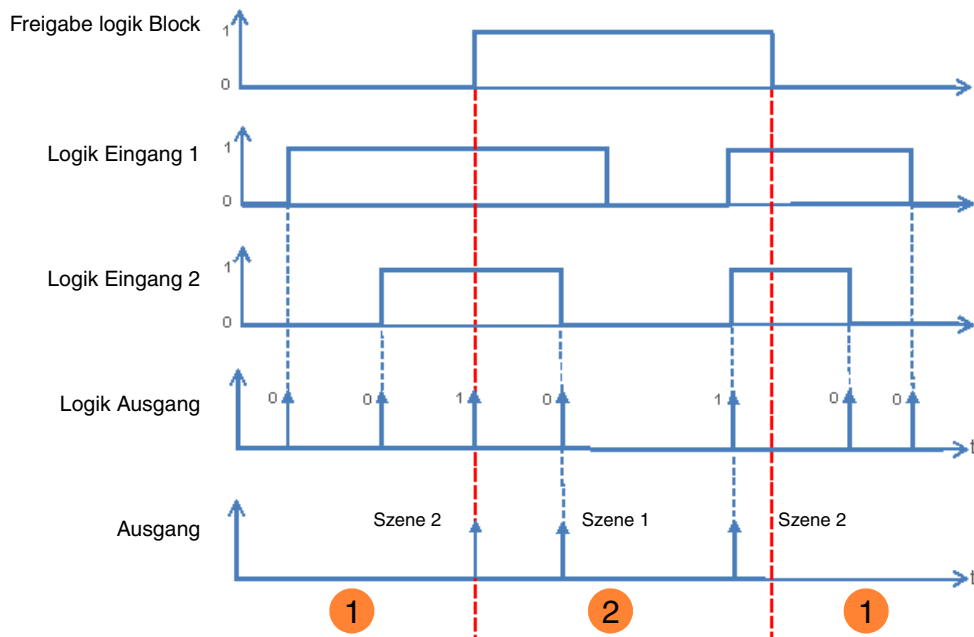 Freigabe logik Block
1
0
Logik Eingang 1
1
0
Logik Eingang 2
1
0
Logik Ausgang
0 0 1 0 1 0 0
t
Ausgang
Szene 2 Szene 1 Szene 2
t
1 2 1